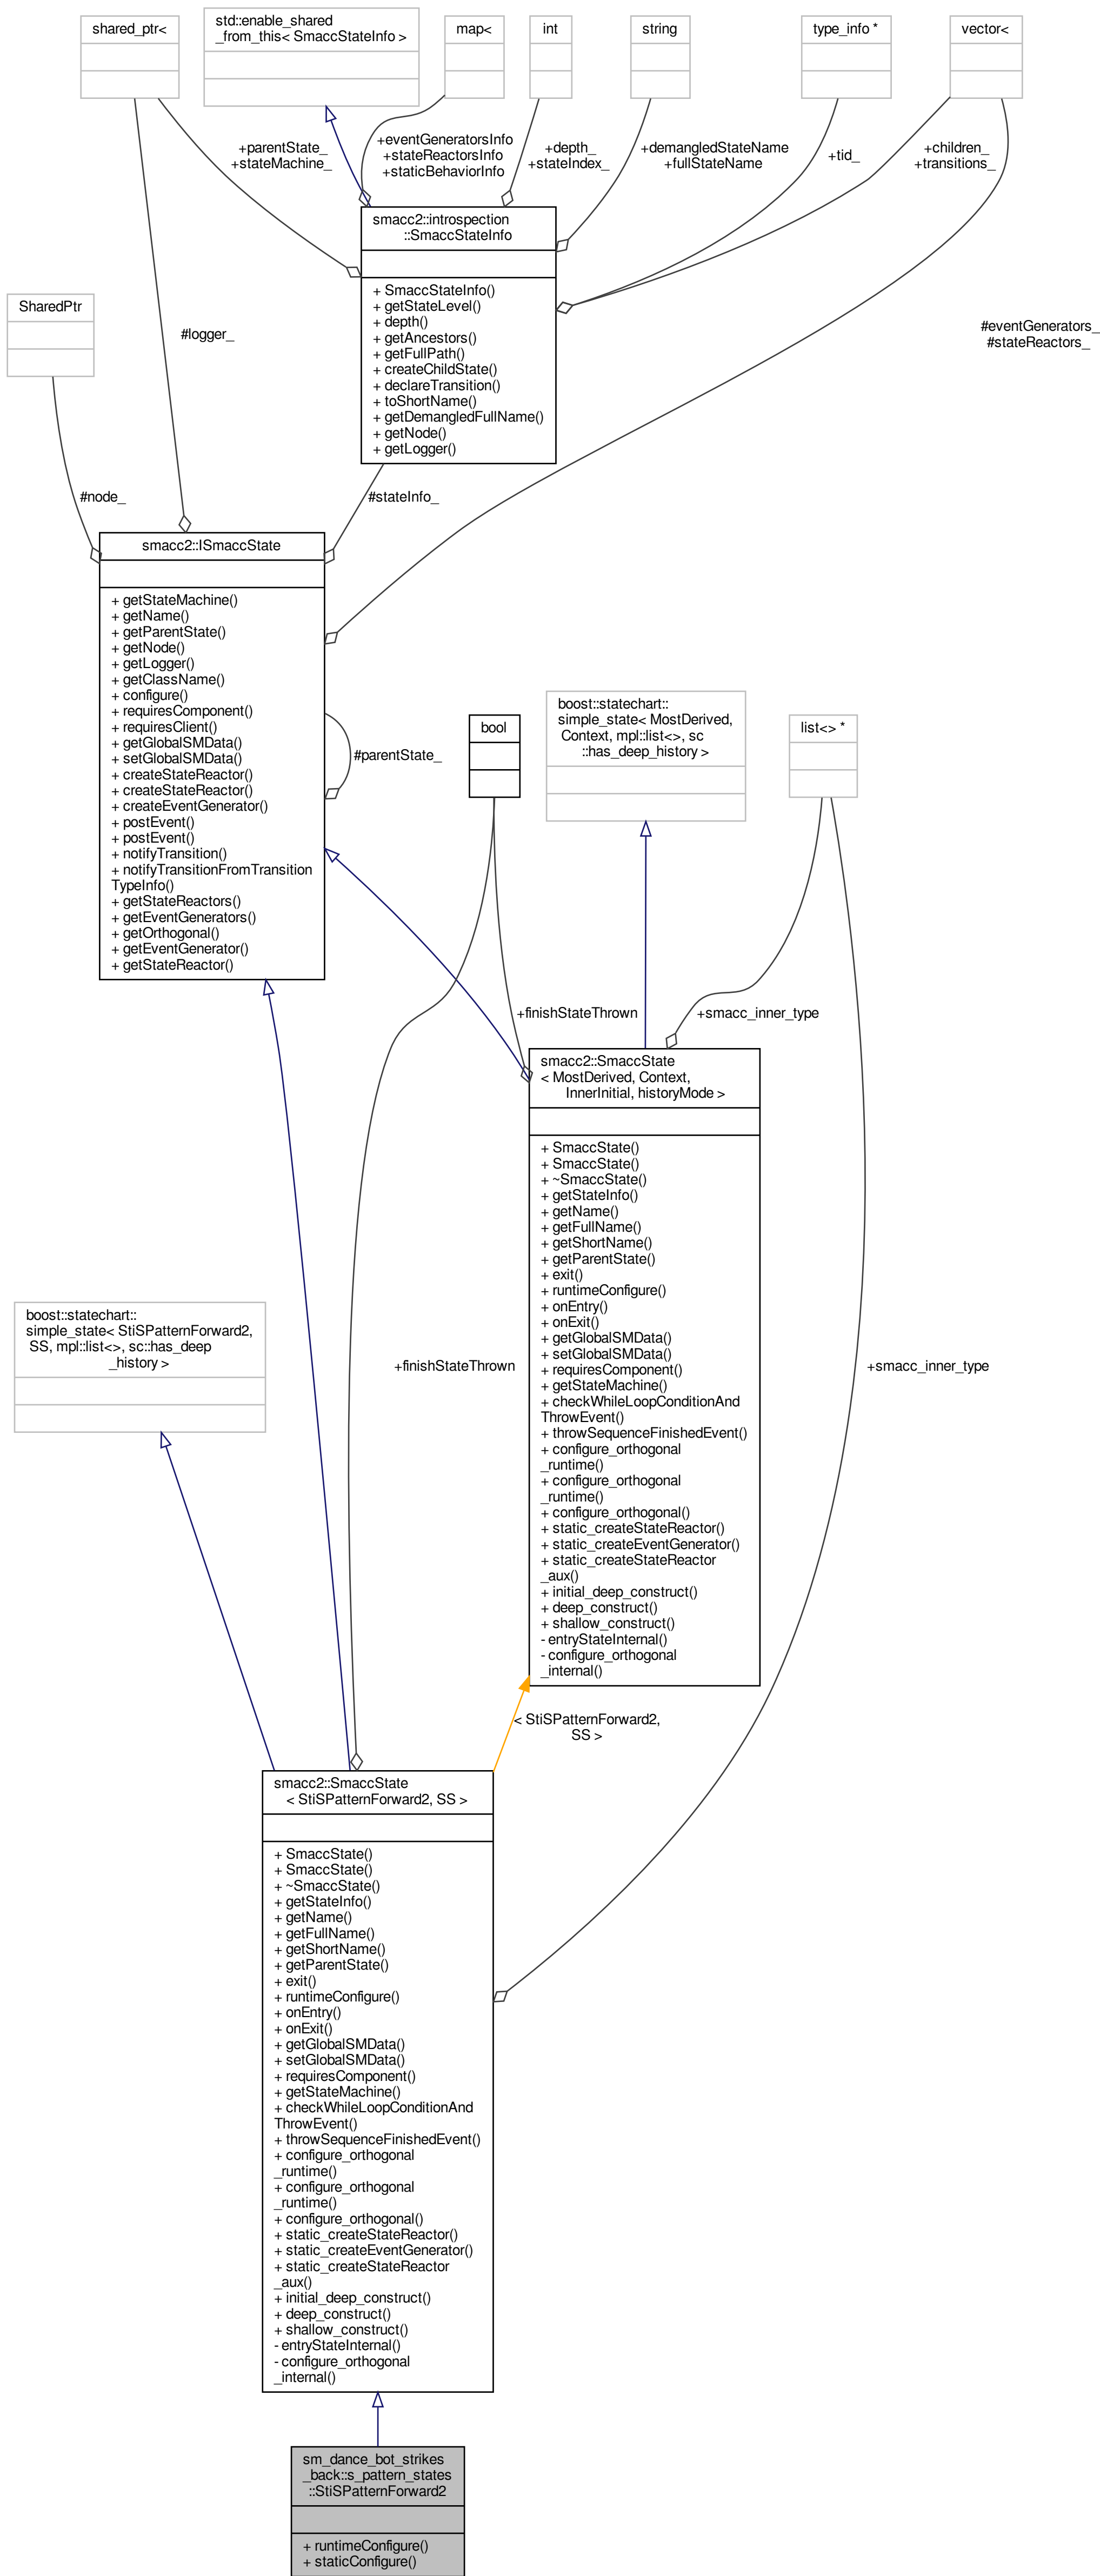 shared_ptr<
std::enable_shared
_from_this< SmaccStateInfo >
map<
int
string
type_info *
vector<
+parentState_
+stateMachine_
+eventGeneratorsInfo
+stateReactorsInfo
+staticBehaviorInfo
+depth_
+stateIndex_
+demangledStateName
+fullStateName
+tid_
+children_
+transitions_
smacc2::introspection
::SmaccStateInfo
+ SmaccStateInfo()
+ getStateLevel()
+ depth()
+ getAncestors()
+ getFullPath()
+ createChildState()
+ declareTransition()
+ toShortName()
+ getDemangledFullName()
+ getNode()
+ getLogger()
SharedPtr
#logger_
#eventGenerators_
#stateReactors_
#node_
#stateInfo_
smacc2::ISmaccState
+ getStateMachine()
+ getName()
+ getParentState()
+ getNode()
+ getLogger()
+ getClassName()
+ configure()
+ requiresComponent()
+ requiresClient()
+ getGlobalSMData()
+ setGlobalSMData()
+ createStateReactor()
+ createStateReactor()
+ createEventGenerator()
+ postEvent()
+ postEvent()
+ notifyTransition()
+ notifyTransitionFromTransition
TypeInfo()
+ getStateReactors()
+ getEventGenerators()
+ getOrthogonal()
+ getEventGenerator()
+ getStateReactor()
#parentState_
bool
boost::statechart::
simple_state< MostDerived,
Context, mpl::list<>, sc
::has_deep_history >
list<> *
+finishStateThrown
+smacc_inner_type
smacc2::SmaccState
< MostDerived, Context,
InnerInitial, historyMode >
+ SmaccState()
+ SmaccState()
+ ~SmaccState()
+ getStateInfo()
+ getName()
+ getFullName()
+ getShortName()
+ getParentState()
+ exit()
+ runtimeConfigure()
+ onEntry()
+ onExit()
+ getGlobalSMData()
+ setGlobalSMData()
+ requiresComponent()
+ getStateMachine()
+ checkWhileLoopConditionAnd
ThrowEvent()
+ throwSequenceFinishedEvent()
+ configure_orthogonal
_runtime()
+ configure_orthogonal
_runtime()
+ configure_orthogonal()
+ static_createStateReactor()
+ static_createEventGenerator()
+ static_createStateReactor
_aux()
+ initial_deep_construct()
+ deep_construct()
+ shallow_construct()
- entryStateInternal()
- configure_orthogonal
_internal()
boost::statechart::
simple_state< StiSPatternForward2,
SS, mpl::list<>, sc::has_deep
_history >
+finishStateThrown
+smacc_inner_type
< StiSPatternForward2,
SS >
smacc2::SmaccState
< StiSPatternForward2, SS >
+ SmaccState()
+ SmaccState()
+ ~SmaccState()
+ getStateInfo()
+ getName()
+ getFullName()
+ getShortName()
+ getParentState()
+ exit()
+ runtimeConfigure()
+ onEntry()
+ onExit()
+ getGlobalSMData()
+ setGlobalSMData()
+ requiresComponent()
+ getStateMachine()
+ checkWhileLoopConditionAnd
ThrowEvent()
+ throwSequenceFinishedEvent()
+ configure_orthogonal
_runtime()
+ configure_orthogonal
_runtime()
+ configure_orthogonal()
+ static_createStateReactor()
+ static_createEventGenerator()
+ static_createStateReactor
_aux()
+ initial_deep_construct()
+ deep_construct()
+ shallow_construct()
- entryStateInternal()
- configure_orthogonal
_internal()
sm_dance_bot_strikes
_back::s_pattern_states
::StiSPatternForward2
+ runtimeConfigure()
+ staticConfigure()